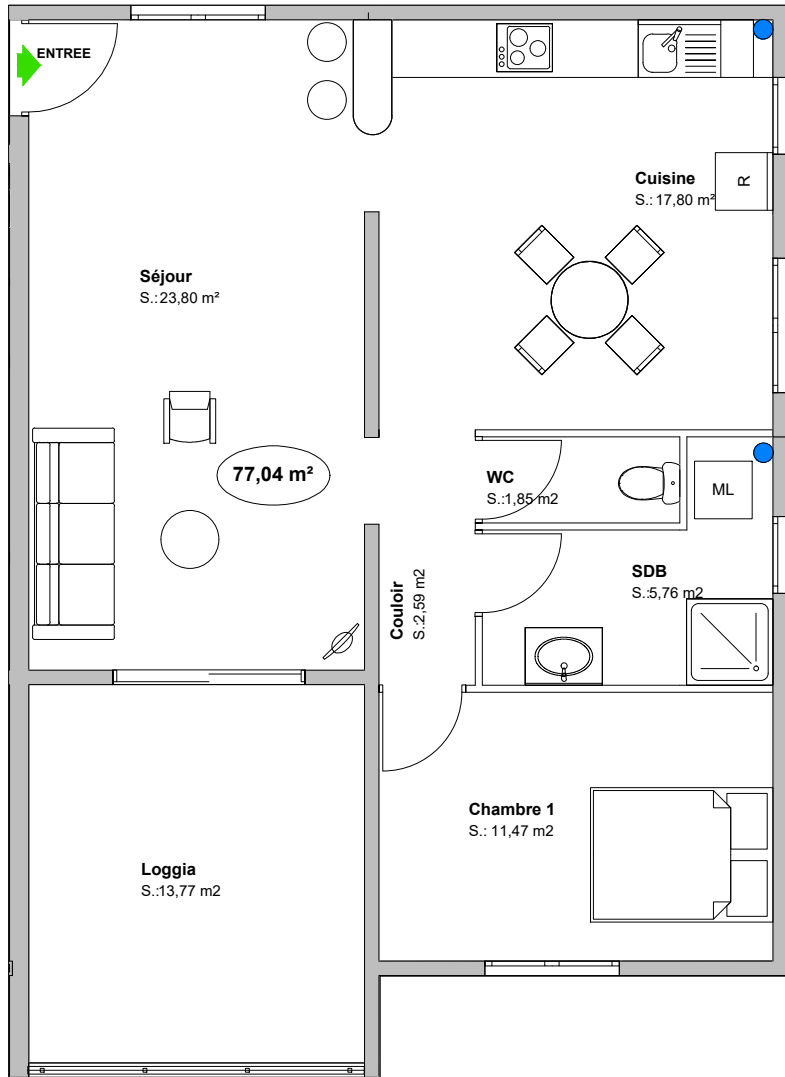 ENTREE
Cuisine
S.: 17,80 m²
R
Séjour
S.:23,80 m²
77,04 m²
WC
S.:1,85 m2
ML
SDB
S.:5,76 m2
Couloir
S.:2,59 m2
Chambre 1
S.: 11,47 m2
Loggia
S.:13,77 m2